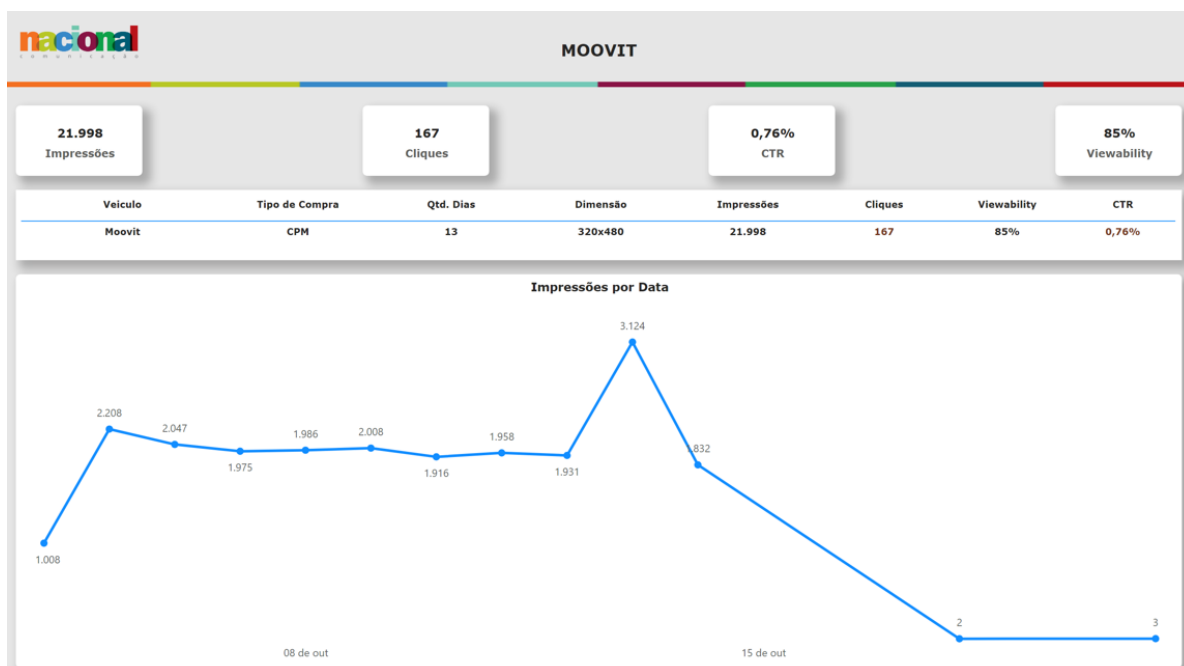 nacional
comunicação
MOOVIT
21.998
Impressões
167
Cliques
0,76%
CTR
85%
Viewability
Veiculo Tipo de Compra Qtd. Dias Dimensão Impressões Cliques Viewability CTR
Moovit CPM 13 320x480 21.998 167 85% 0,76%
Impressões por Data
3.124
2.208
2.047
1.986
2.008
1.958
1.832
1.975
1.916
1.931
1.008
2
3
08 de out
15 de out